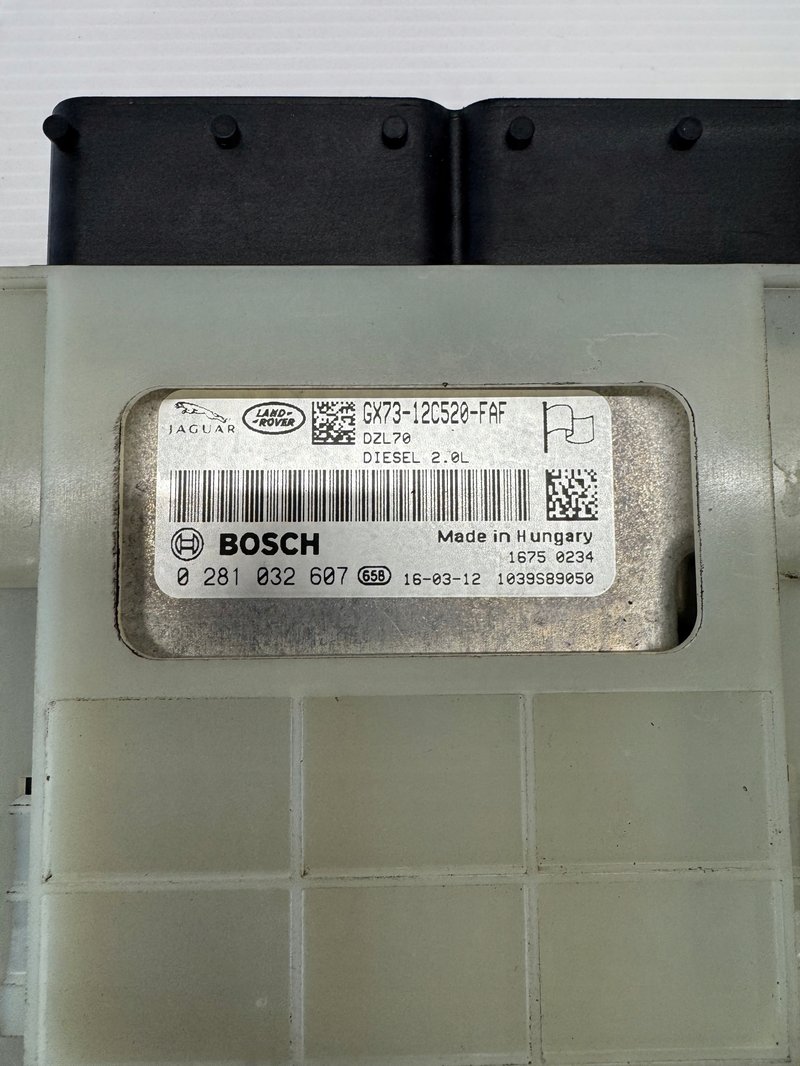 JAGUAR
LAND-
-ROVER
GX73-12C520-FAF
DZL70
DIESEL 2.0L
BOSCH
Made in Hungary
1675 0234
0 281 032 607 658 16-03-12 1039S89050